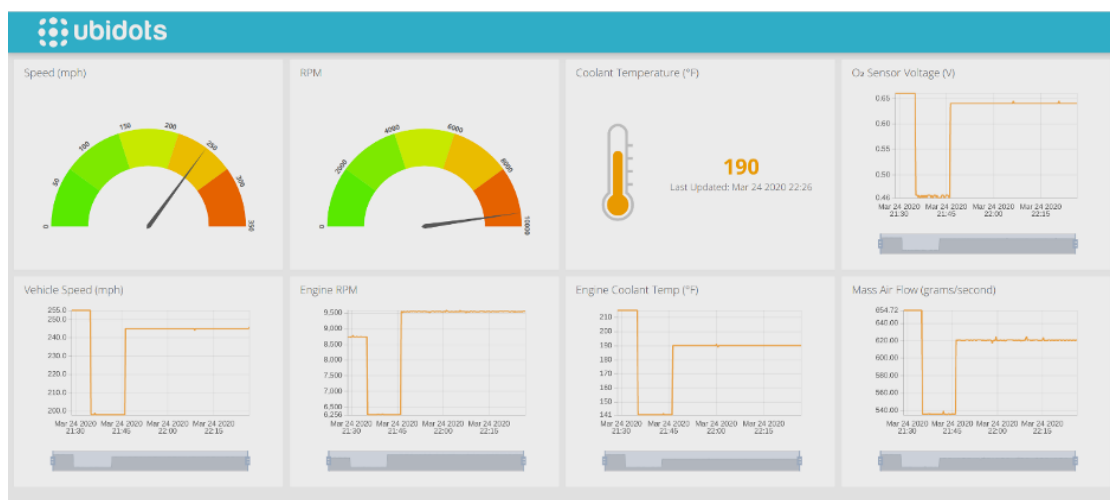 ubidots
Speed (mph)
0
50
100
150
200
250
300
350
RPM
0
2000
4000
6000
8000
10000
Coolant Temperature (°F)
190
Last Updated: Mar 24 2020 22:26
O₂ Sensor Voltage (V)
0.65
0.60
0.55
0.50
0.46
Mar 24 2020 Mar 24 2020 Mar 24 2020 Mar 24 2020
21:30 21:45 22:00 22:15
Vehicle Speed (mph)
255.0
250.0
240.0
230.0
220.0
210.0
200.0
Mar 24 2020 Mar 24 2020 Mar 24 2020 Mar 24 2020
21:30 21:45 22:00 22:15
Engine RPM
9,500
9,000
8,500
8,000
7,500
7,000
6,500
6,256
Mar 24 2020 Mar 24 2020 Mar 24 2020 Mar 24 2020
21:30 21:45 22:00 22:15
Engine Coolant Temp (°F)
210
200
190
180
170
160
150
141
Mar 24 2020 Mar 24 2020 Mar 24 2020 Mar 24 2020
21:30 21:45 22:00 22:15
Mass Air Flow (grams/second)
654.72
640.00
620.00
600.00
580.00
560.00
540.00
Mar 24 2020 Mar 24 2020 Mar 24 2020 Mar 24 2020
21:30 21:45 22:00 22:15